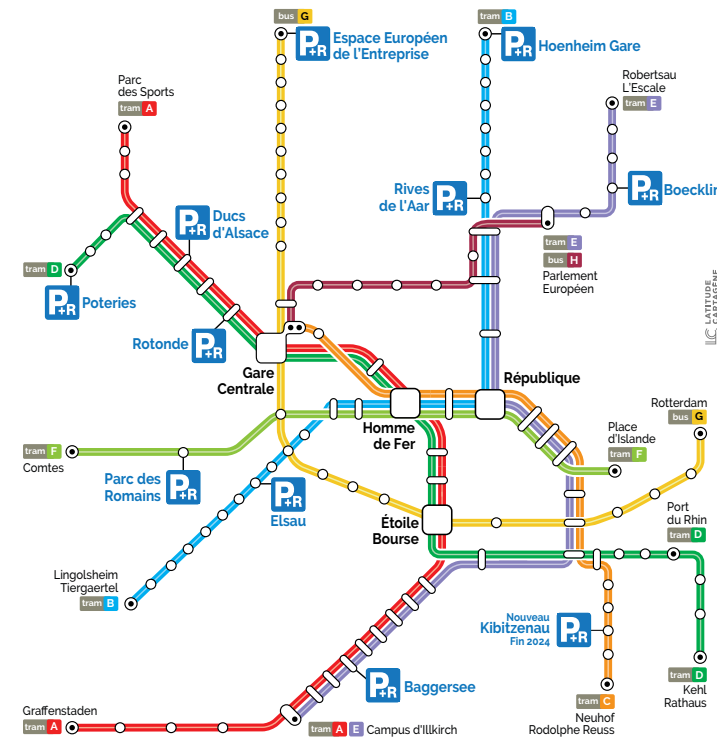 bus G
P+R
Espace Européen
de l'Entreprise
tram B
P+R
Hoenheim Gare
Parc
des Sports
tram A
Robertsau
L'Escale
tram E
Rives
de l'Aar
P+R
P+R
Boecklin
Ducs
d'Alsace
P+R
tram D
P+R
Poteries
tram E
bus H
Parlement
Européen
LATITUDE
CARTAGÈNE
Rotonde
P+R
Gare
Centrale
République
Homme
de Fer
Rotterdam
bus G
Place
d'Islande
tram F
tram F
Comtes
Parc des
Romains
P+R
P+R
Elsau
Étoile
Bourse
Port
du Rhin
tram D
Lingolsheim
Tiergaertel
tram B
Nouveau
Kibitzenau
Fin 2024
P+R
P+R
Baggersee
tram D
Kehl
Rathaus
tram C
Neuhof
Rodolphe Reuss
Graffenstaden
tram A
tram A E Campus d'Illkirch